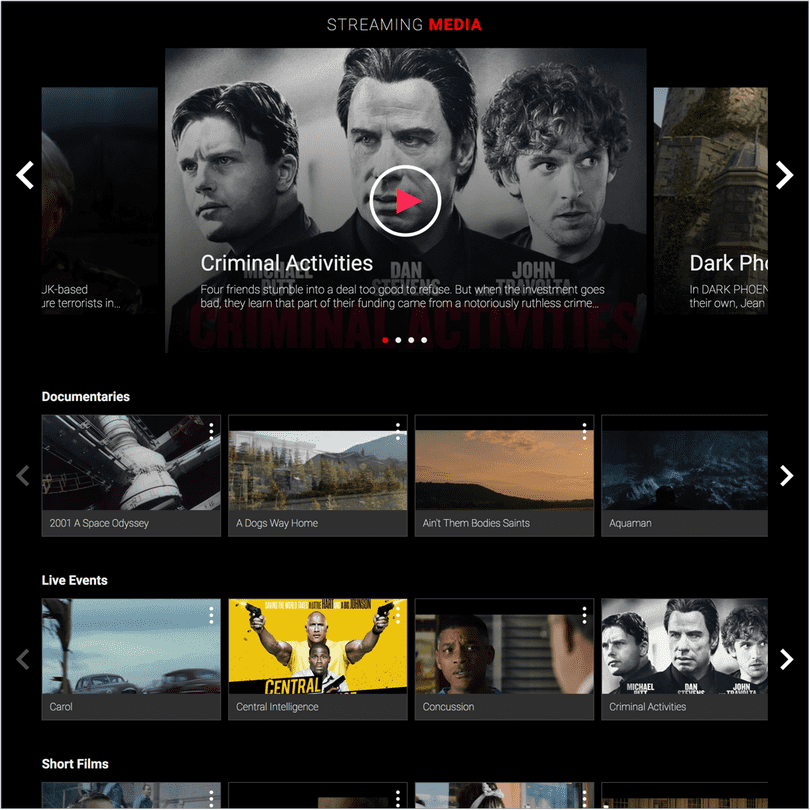 STREAMING MEDIA
UK-based
ure terrorists in...
MICHAEL
PITT
DAN
STEVENS
JOHN
TRAVOLTA
Criminal Activities
Four friends stumble into a deal too good to refuse. But when the investment goes
bad, they learn that part of their funding came from a notoriously ruthless crime...
CRIMINAL ACTIVITIES
Dark Pho
In DARK PHOEN
their own, Jean
Documentaries
2001 A Space Odyssey
A Dogs Way Home
Ain't Them Bodies Saints
Aquaman
Live Events
SAVING THE WORLD TAKES A LITTLE HART AND A BIG JOHNSON
CENTRAL
MICHAEL
PITT
DAN
STEVENS
JOHN
TRAVOLTA
Carol
Central Intelligence
Concussion
Criminal Activities
Short Films